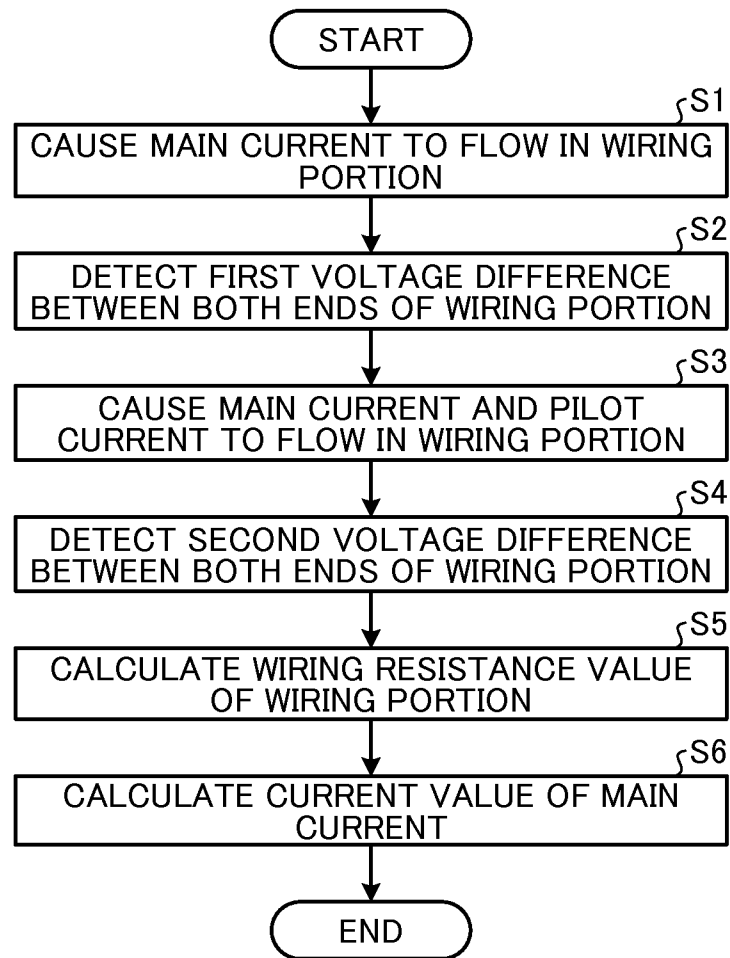 START
S1
CAUSE MAIN CURRENT TO FLOW IN WIRING
PORTION
S2
DETECT FIRST VOLTAGE DIFFERENCE
BETWEEN BOTH ENDS OF WIRING PORTION
S3
CAUSE MAIN CURRENT AND PILOT
CURRENT TO FLOW IN WIRING PORTION
S4
DETECT SECOND VOLTAGE DIFFERENCE
BETWEEN BOTH ENDS OF WIRING PORTION
S5
CALCULATE WIRING RESISTANCE VALUE
OF WIRING PORTION
S6
CALCULATE CURRENT VALUE OF MAIN
CURRENT
END